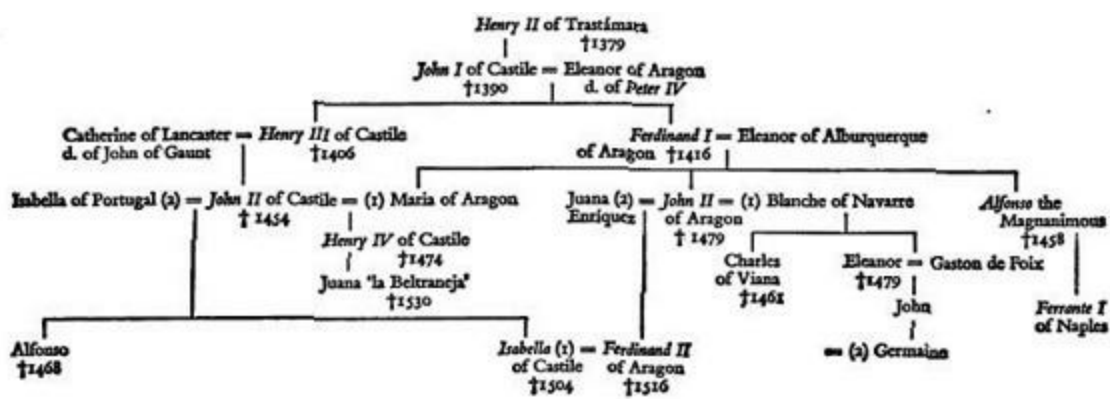 Henry II of Trastámara
†1379
John I of Castile = Eleanor of Aragon
†1390 d. of Peter IV
Catherine of Lancaster = Henry III of Castile
d. of John of Gaunt †1406
Ferdinand I = Eleanor of Alburquerque
of Aragon †1416
Isabella of Portugal (2) = John II of Castile = (1) Maria of Aragon
† 1454
Juana (2) = John II = (1) Blanche of Navarre
Enríquez of Aragon
† 1479
Alfonso the
Magnanimous
†1458
Henry IV of Castile
†1474
Juana 'la Beltraneja'
†1530
Charles
of Viana
†1461
Eleanor = Gaston de Foix
†1479
John
= (2) Germaine
Ferrante I
of Naples
Alfonso
†1468
Isabella (1) = Ferdinand II
of Castile of Aragon
†1504 †1516